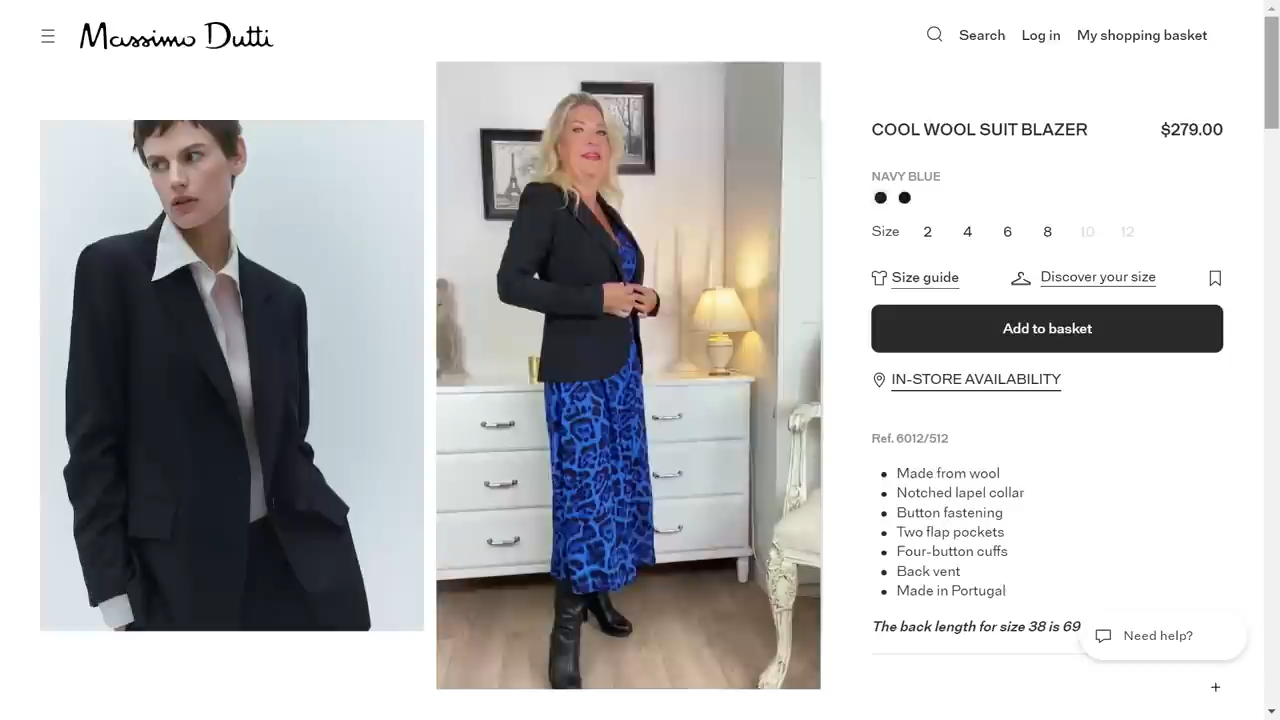 Massimo Dutti
Search Log in My shopping basket
COOL WOOL SUIT BLAZER $279.00
NAVY BLUE
Size 2 4 6 8 10 12
Size guide Discover your size
Add to basket
IN-STORE AVAILABILITY
Ref. 6012/512
Made from wool
Notched lapel collar
Button fastening
Two flap pockets
Four-button cuffs
Back vent
Made in Portugal
The back length for size 38 is 69
Need help?
+